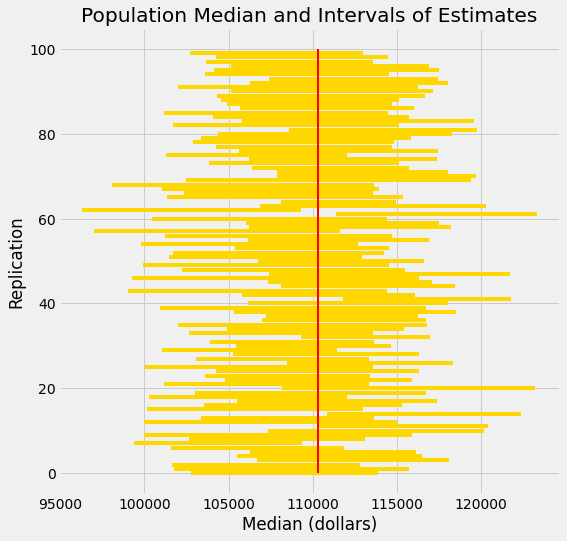 Population Median and Intervals of Estimates
100
80
60
40
20
0
Replication
95000 100000 105000 110000 115000 120000
Median (dollars)